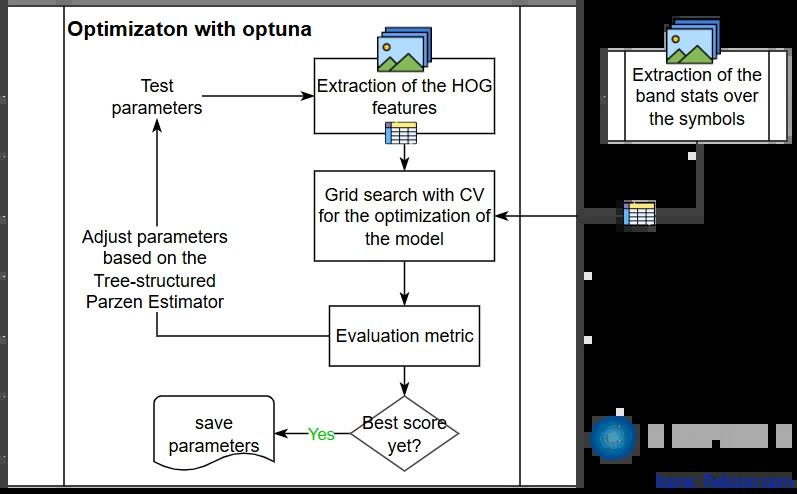 Optimizaton with optuna
Test
parameters
Extraction of the HOG
features
Extraction of the
band stats over
the symbols
Grid search with CV
for the optimization of
the model
Adjust parameters
based on the
Tree-structured
Parzen Estimator
Evaluation metric
Best score
yet?
Yes
save
parameters